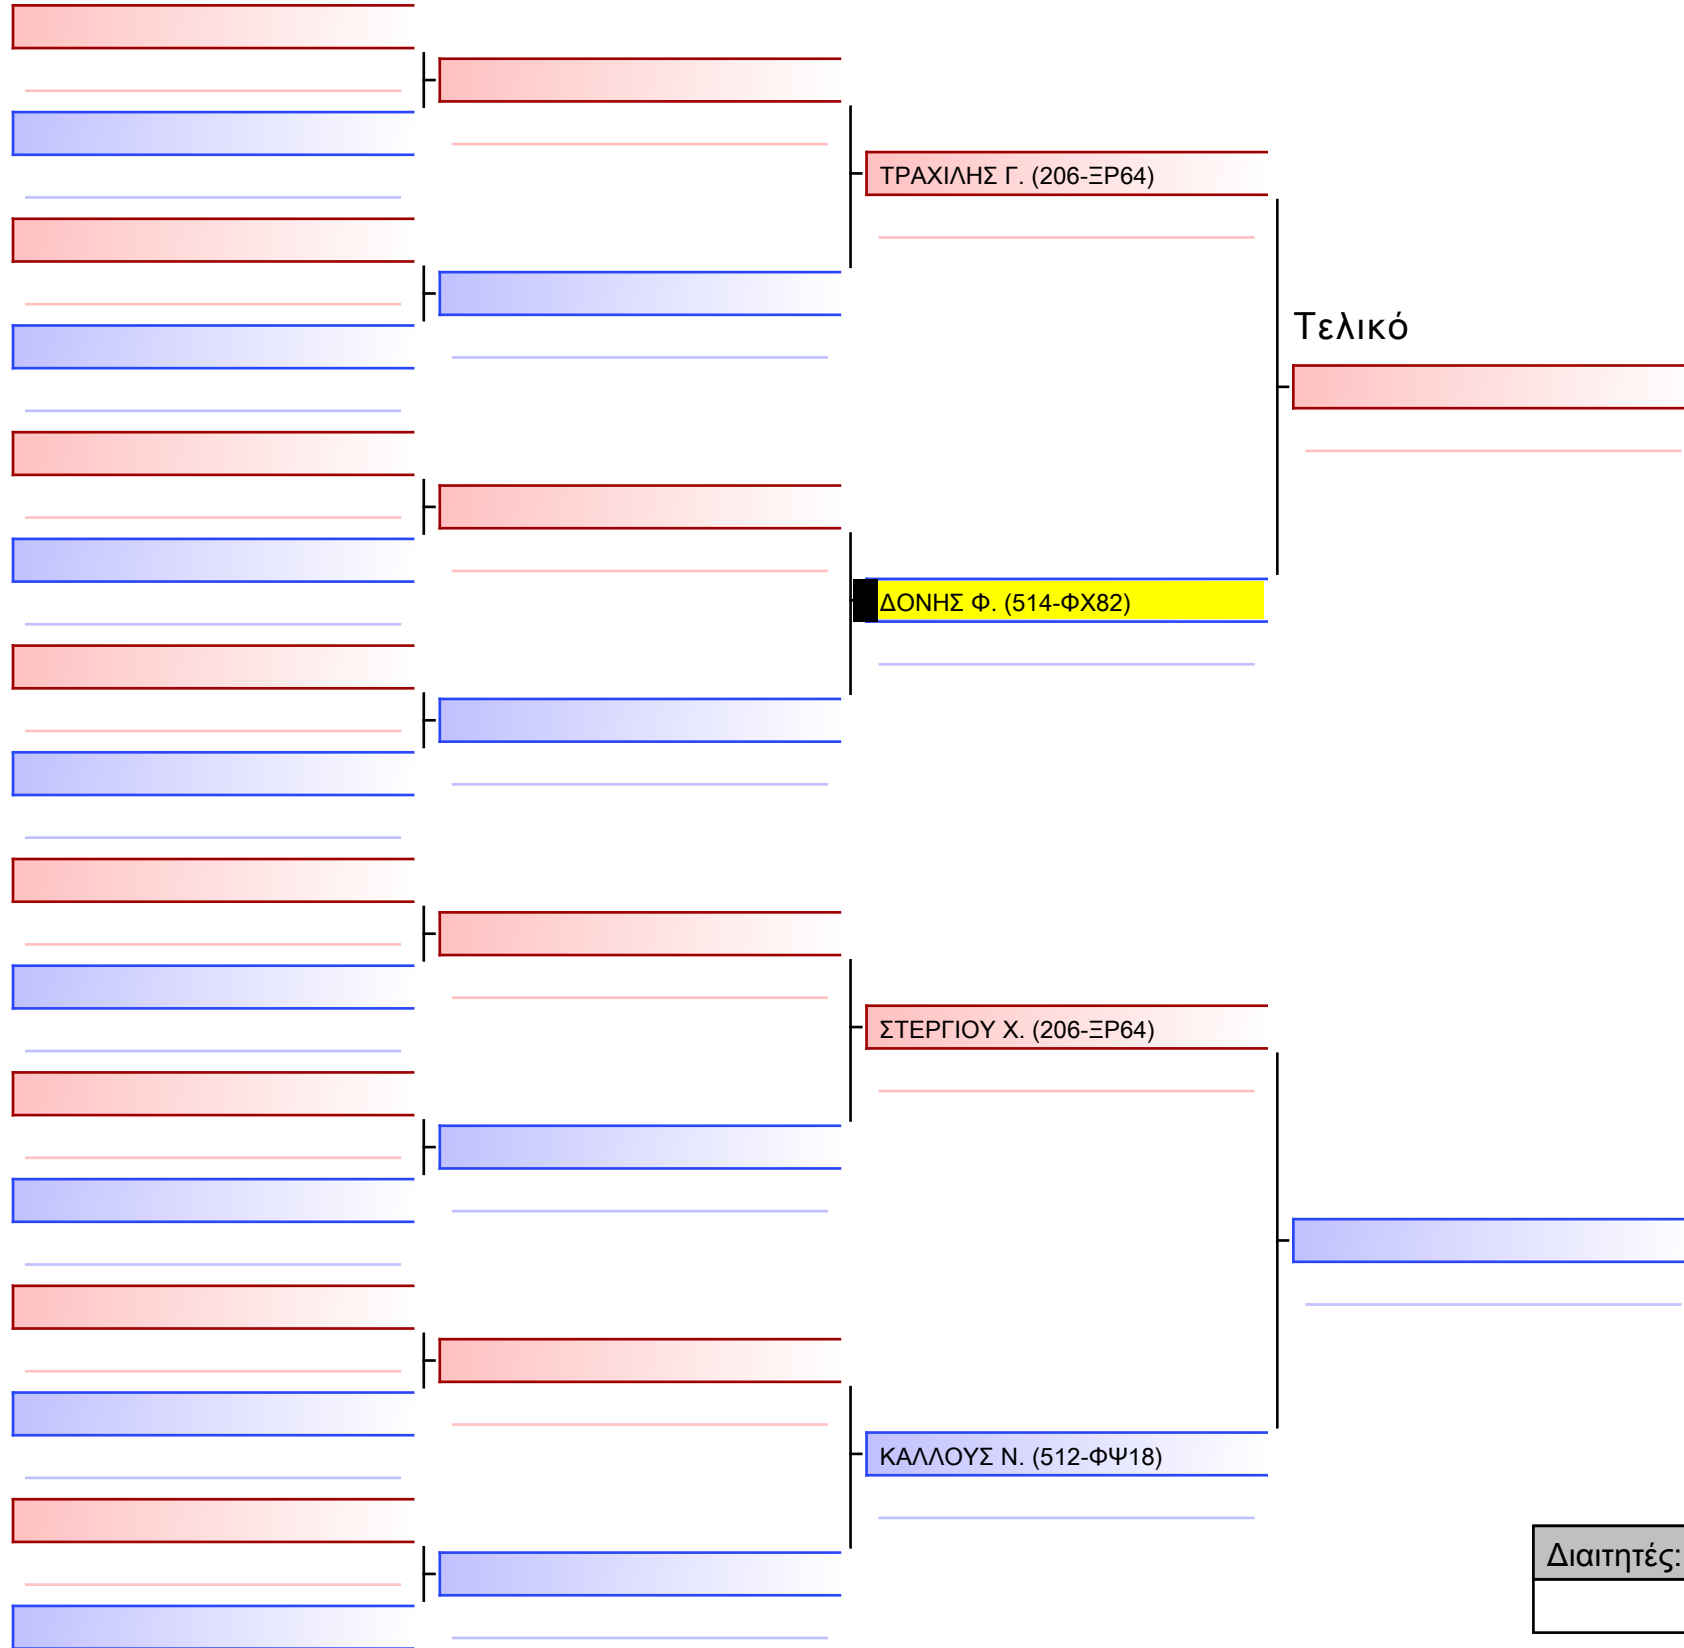 ΤΡΑΧΙΛΗΣ Γ. (206-ΞΡ64)
Τελικό
ΔΟΝΗΣ Φ. (514-ΦΧ82)
ΣΤΕΡΓΙΟΥ Χ. (206-ΞΡ64)
ΚΑΛΛΟΥΣ Ν. (512-ΦΨ18)
Διαιτητές: